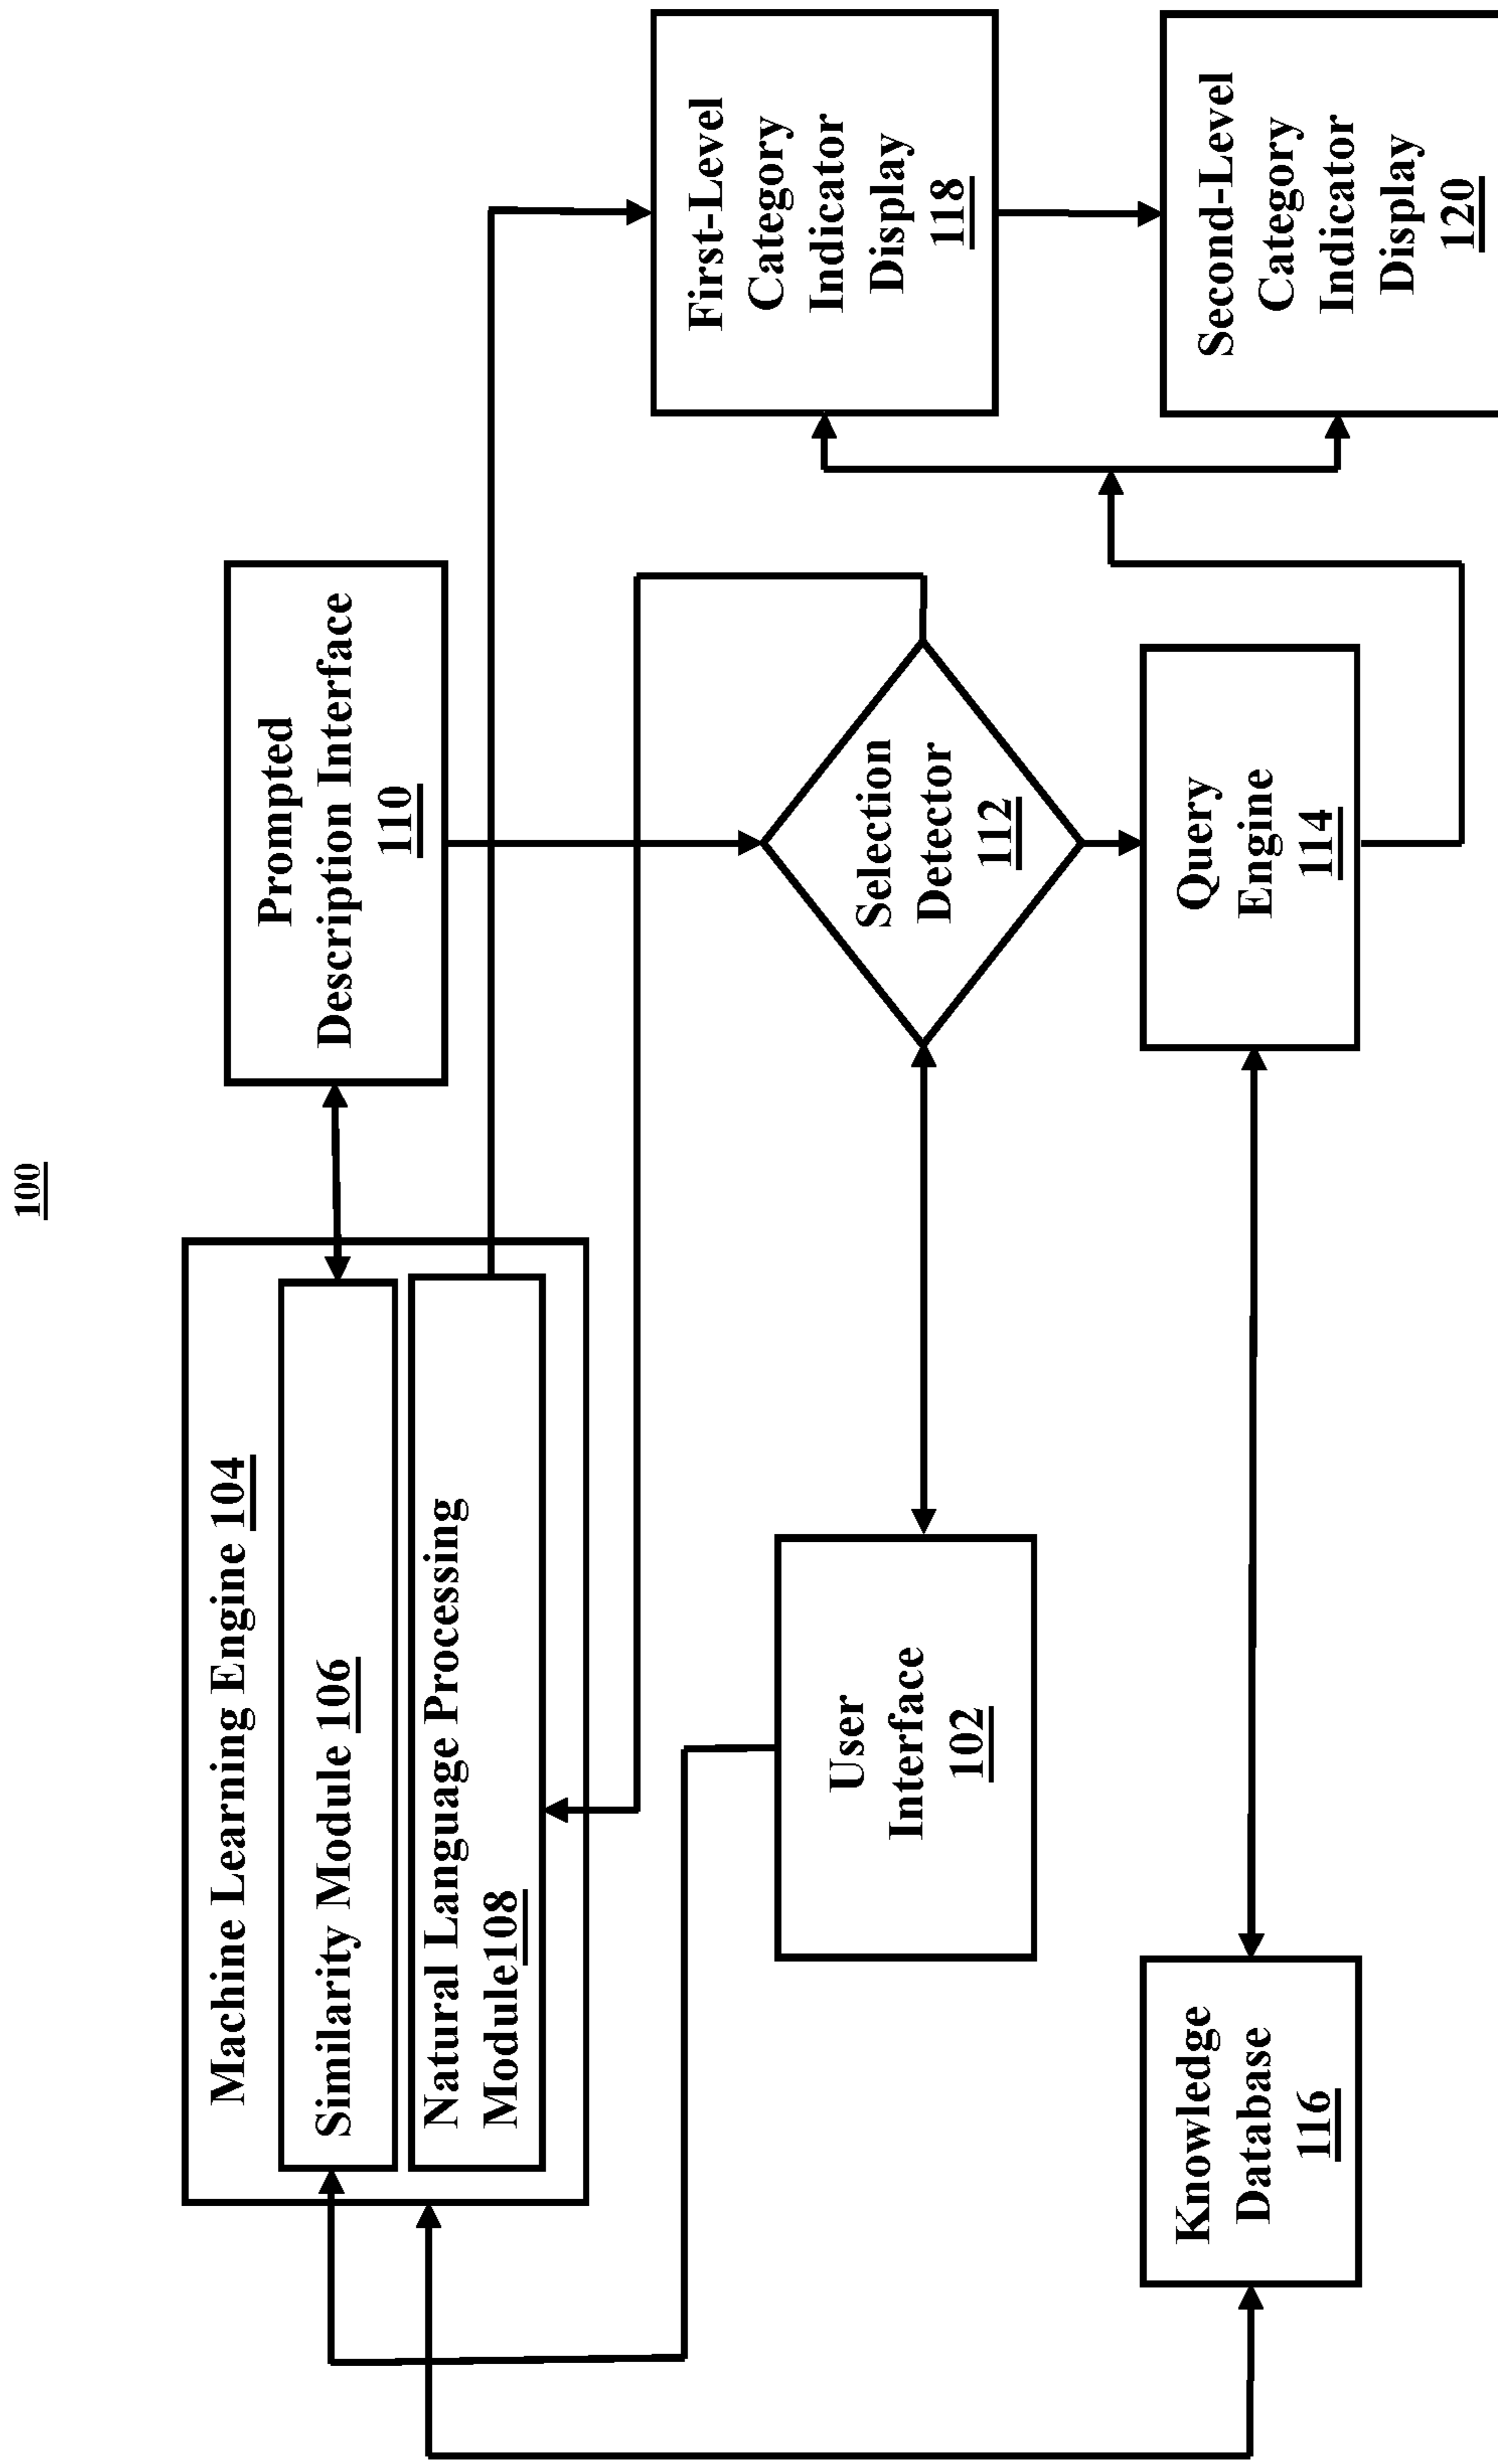 100
Machine Learning Engine 104
Similarity Module 106
Natural Language Processing
Module108
Prompted
Description Interface
110
User
Interface
102
Selection
Detector
112
First-Level
Category
Indicator
Display
118
Knowledge
Database
116
Query
Engine
114
Second-Level
Category
Indicator
Display
120